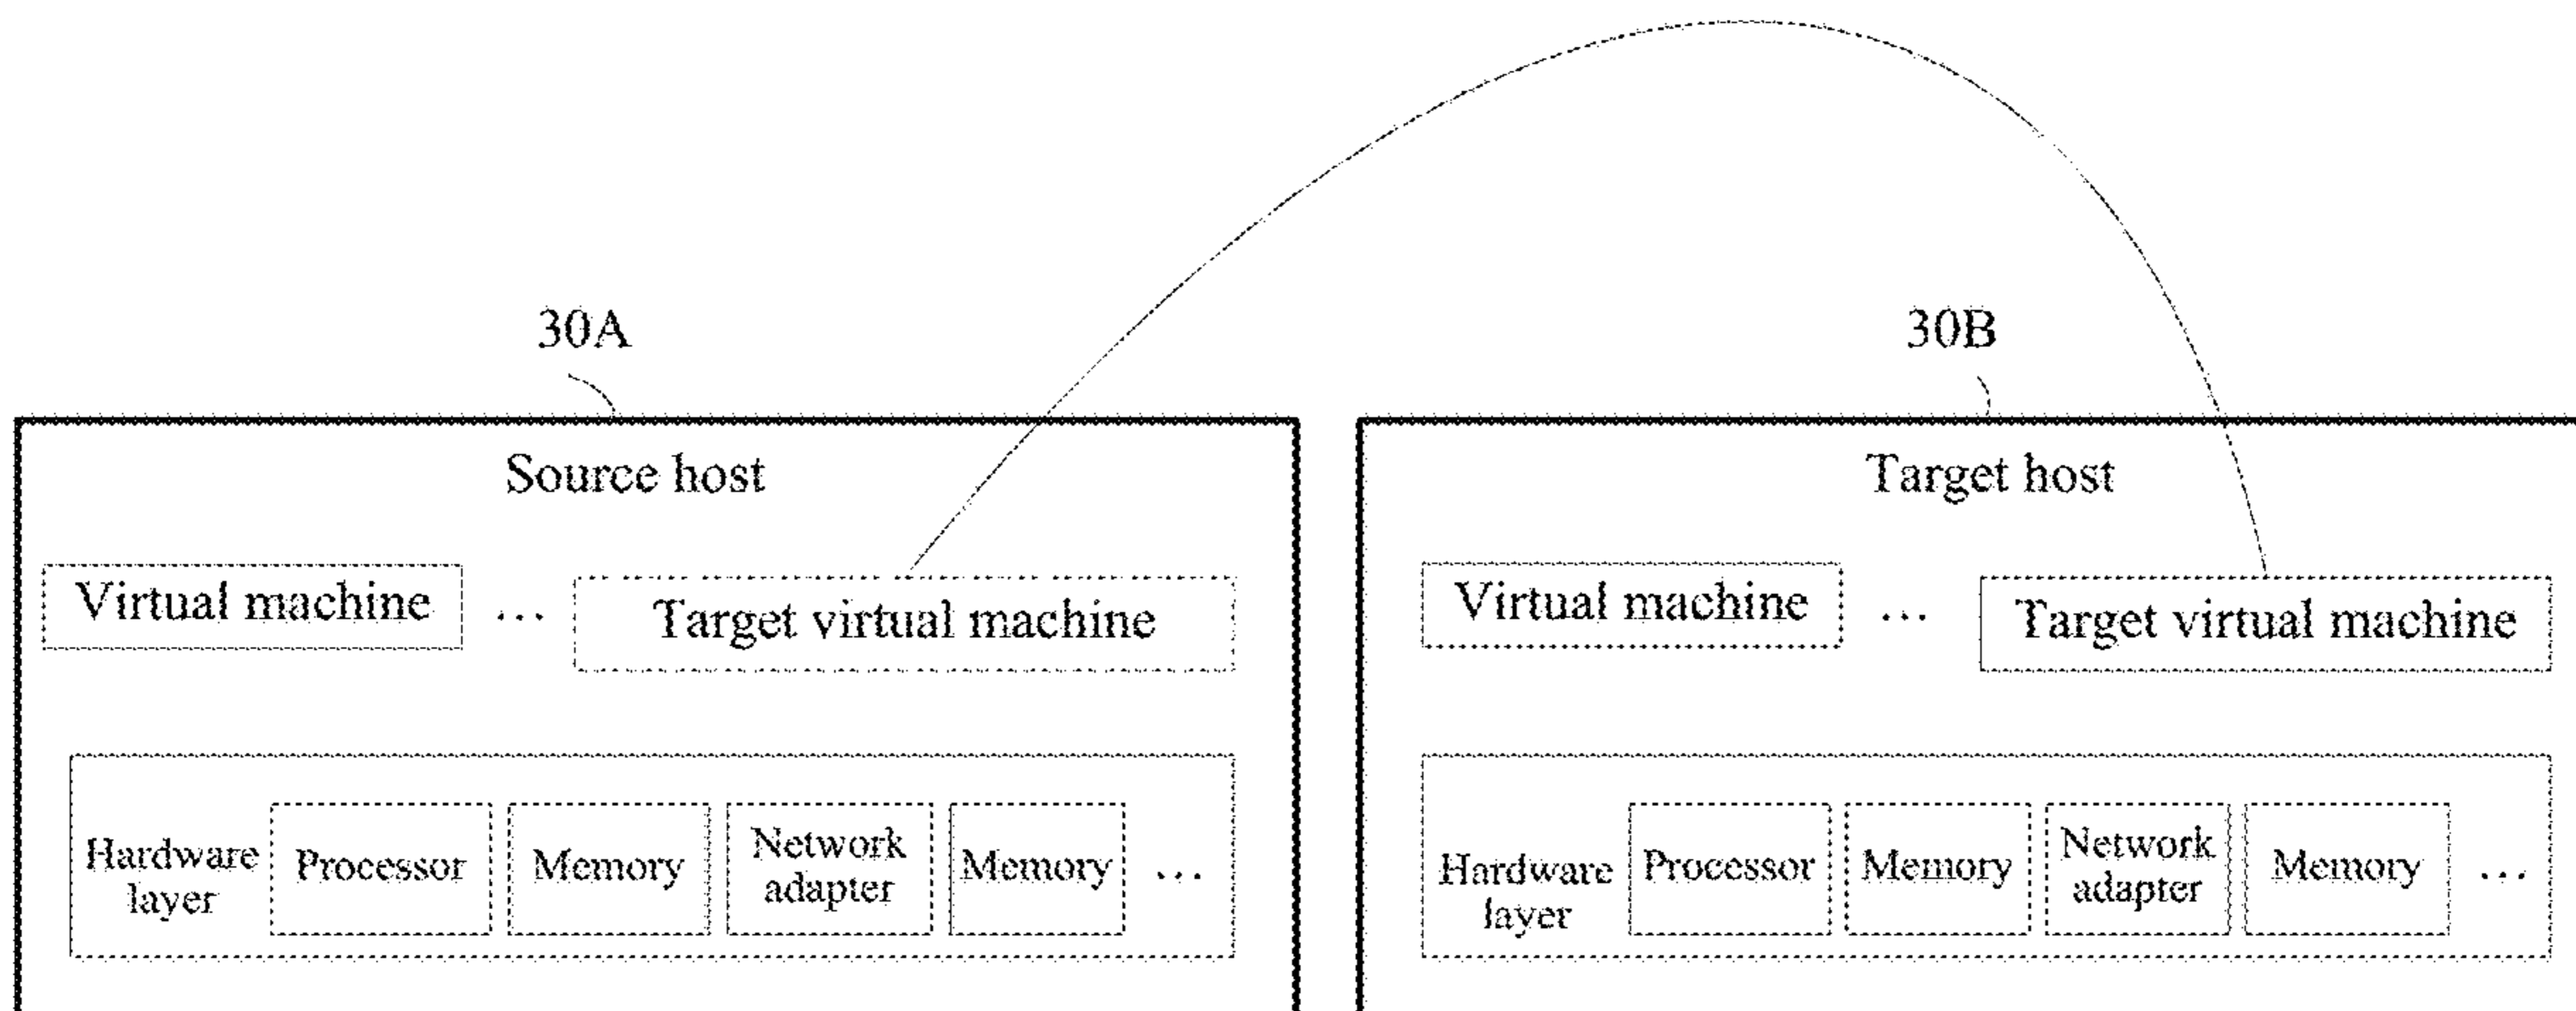 30A
30B
Source host
Virtual machine
...
Target virtual machine
Hardware
layer
Processor
Memory
Network
adapter
Memory
...
Target host
Virtual machine
...
Target virtual machine
Hardware
layer
Processor
Memory
Network
adapter
Memory
...